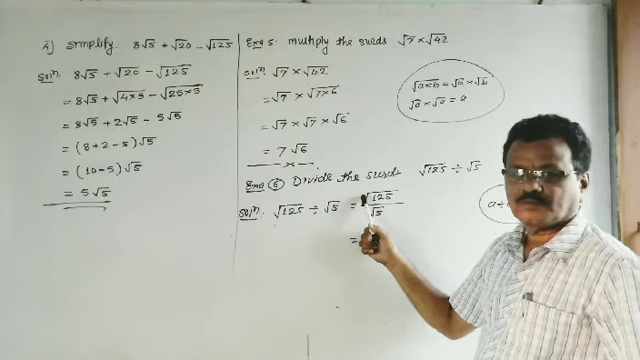 4) simplify 8√5 + √20 - √125
Soln 8√5 + √20 - √125
= 8√5 + √4×5 - √25×5
= 8√5 + 2√5 - 5√5
= (8+2-5)√5
= (10-5)√5
= 5√5
Exa 5: multiply the surds √7 × √42
Soln √7 × √42
= √7 × √7×6
= √7 × √7 × √6
= 7√6
√a×b = √a × √b
√a × √a = a
Exa 6 Divide the surds √125 ÷ √5
Soln. √125 ÷ √5 = √125/√5
=
a ÷